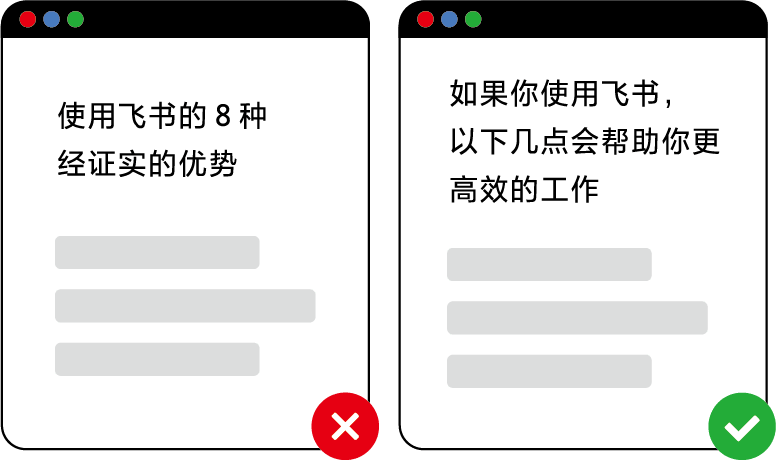 使用飞书的 8 种
经证实的优势
如果你使用飞书，
以下几点会帮助你更
高效的工作